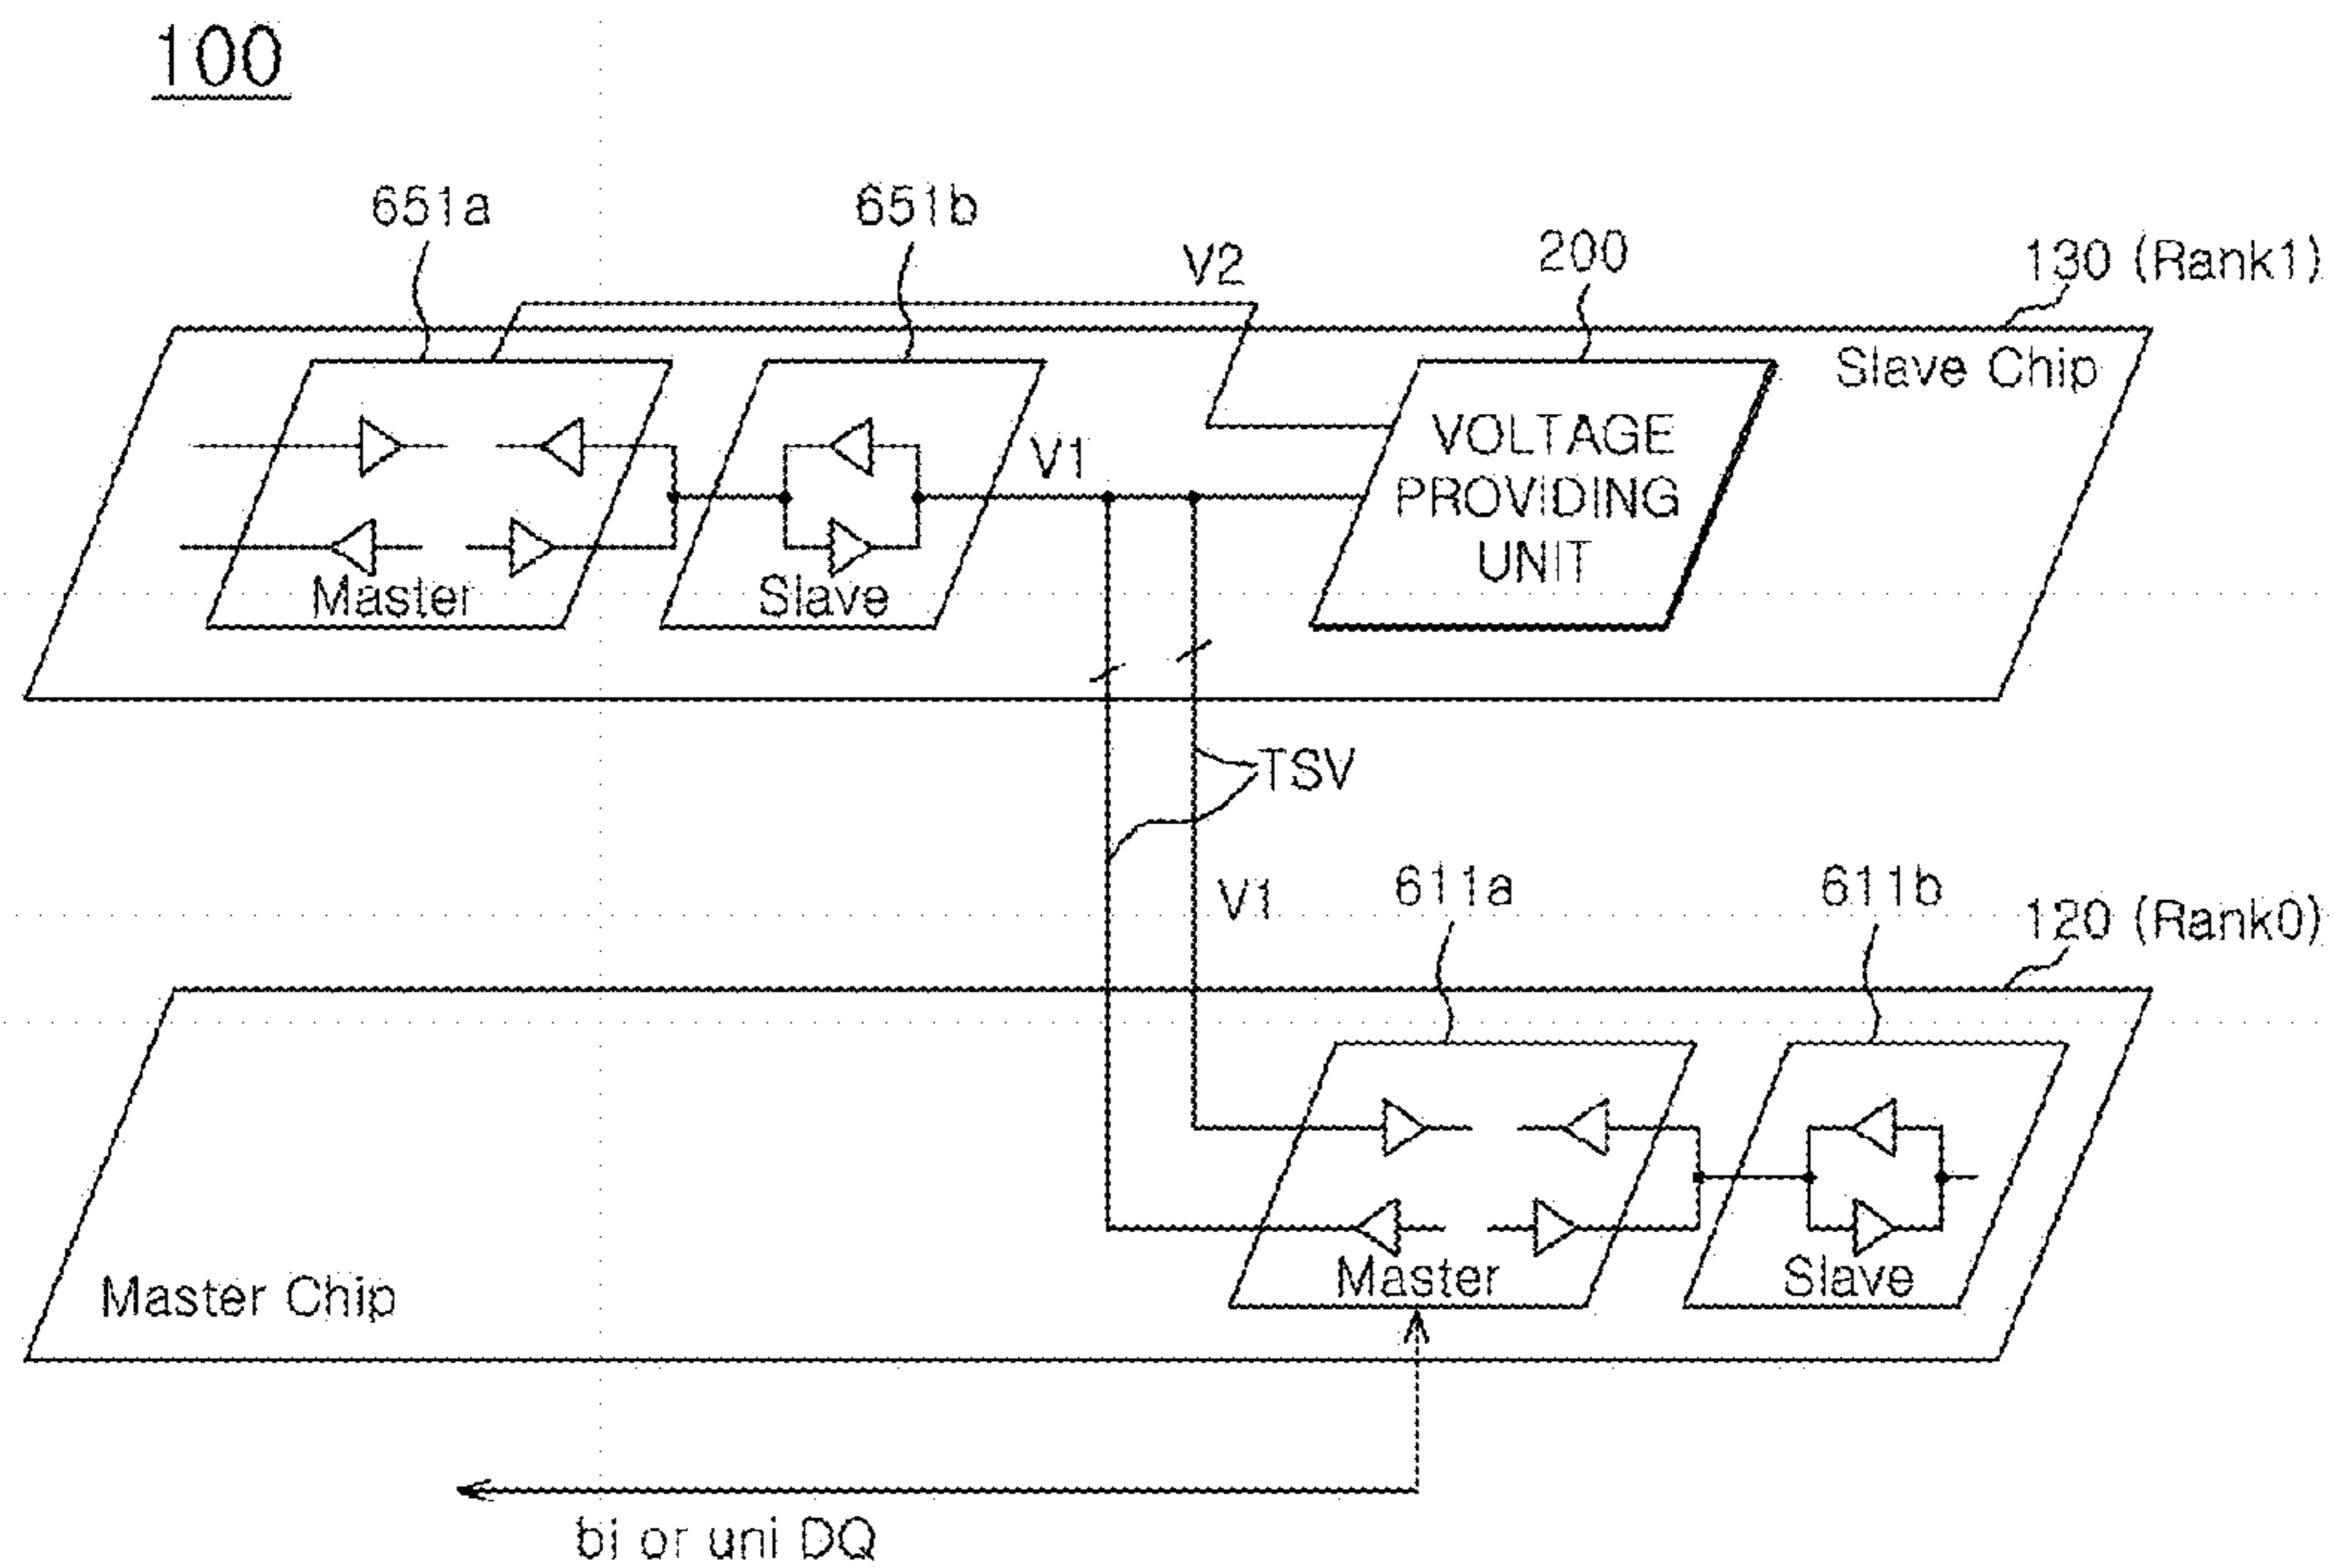 100
651a
651b
V2
200
130 (Rank1)
Slave Chip
VOLTAGE
PROVIDING
UNIT
V1
Master
Slave
TSV
V1
611a
611b
120 (Rank0)
Master
Slave
Master Chip
bi or uni DQ